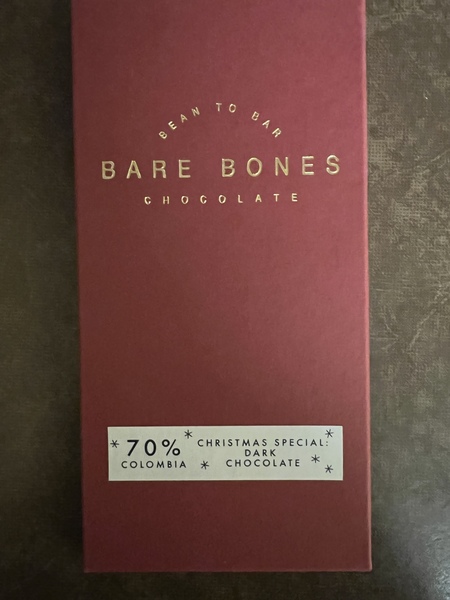 BEAN TO BAR
BARE BONES
CHOCOLATE
70%
COLOMBIA
CHRISTMAS SPECIAL:
DARK
CHOCOLATE